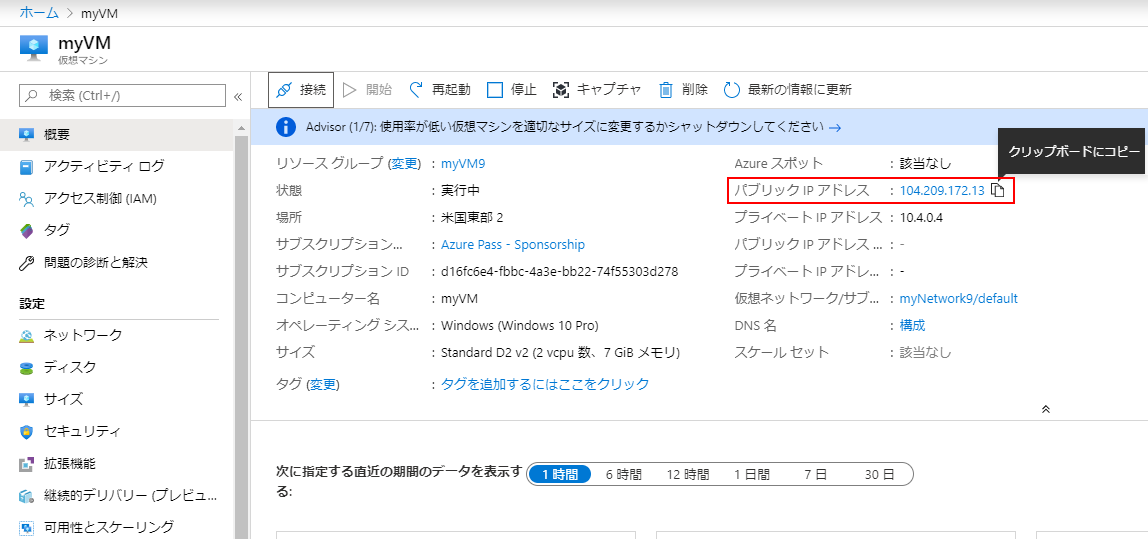 ホーム > myVM
myVM
仮想マシン
検索 (Ctrl+/)
«
接続 開始 再起動 停止 キャプチャ 削除 最新の情報に更新
Advisor (1/7): 使用率が低い仮想マシンを適切なサイズに変更するかシャットダウンしてください →
クリップボードにコピー
概要
アクティビティ ログ
アクセス制御 (IAM)
タグ
問題の診断と解決
設定
ネットワーク
ディスク
サイズ
セキュリティ
拡張機能
継続的デリバリー (プレビュ...
可用性とスケーリング
リソース グループ (変更) : myVM9
状態 : 実行中
場所 : 米国東部 2
サブスクリプション... : Azure Pass - Sponsorship
サブスクリプション ID : d16fc6e4-fbbc-4a3e-bb22-74f55303d278
コンピューター名 : myVM
オペレーティング シス... : Windows (Windows 10 Pro)
サイズ : Standard D2 v2 (2 vcpu 数、7 GiB メモリ)
タグ (変更) : タグを追加するにはここをクリック
Azure スポット : 該当なし
パブリック IP アドレス : 104.209.172.13
プライベート IP アドレス : 10.4.0.4
パブリック IP アドレス ... : -
プライベート IP アドレ... : -
仮想ネットワーク/サブ... : myNetwork9/default
DNS 名 : 構成
スケール セット : 該当なし
次に指定する直近の期間のデータを表示す
る:
1 時間 6 時間 12 時間 1 日間 7 日 30 日